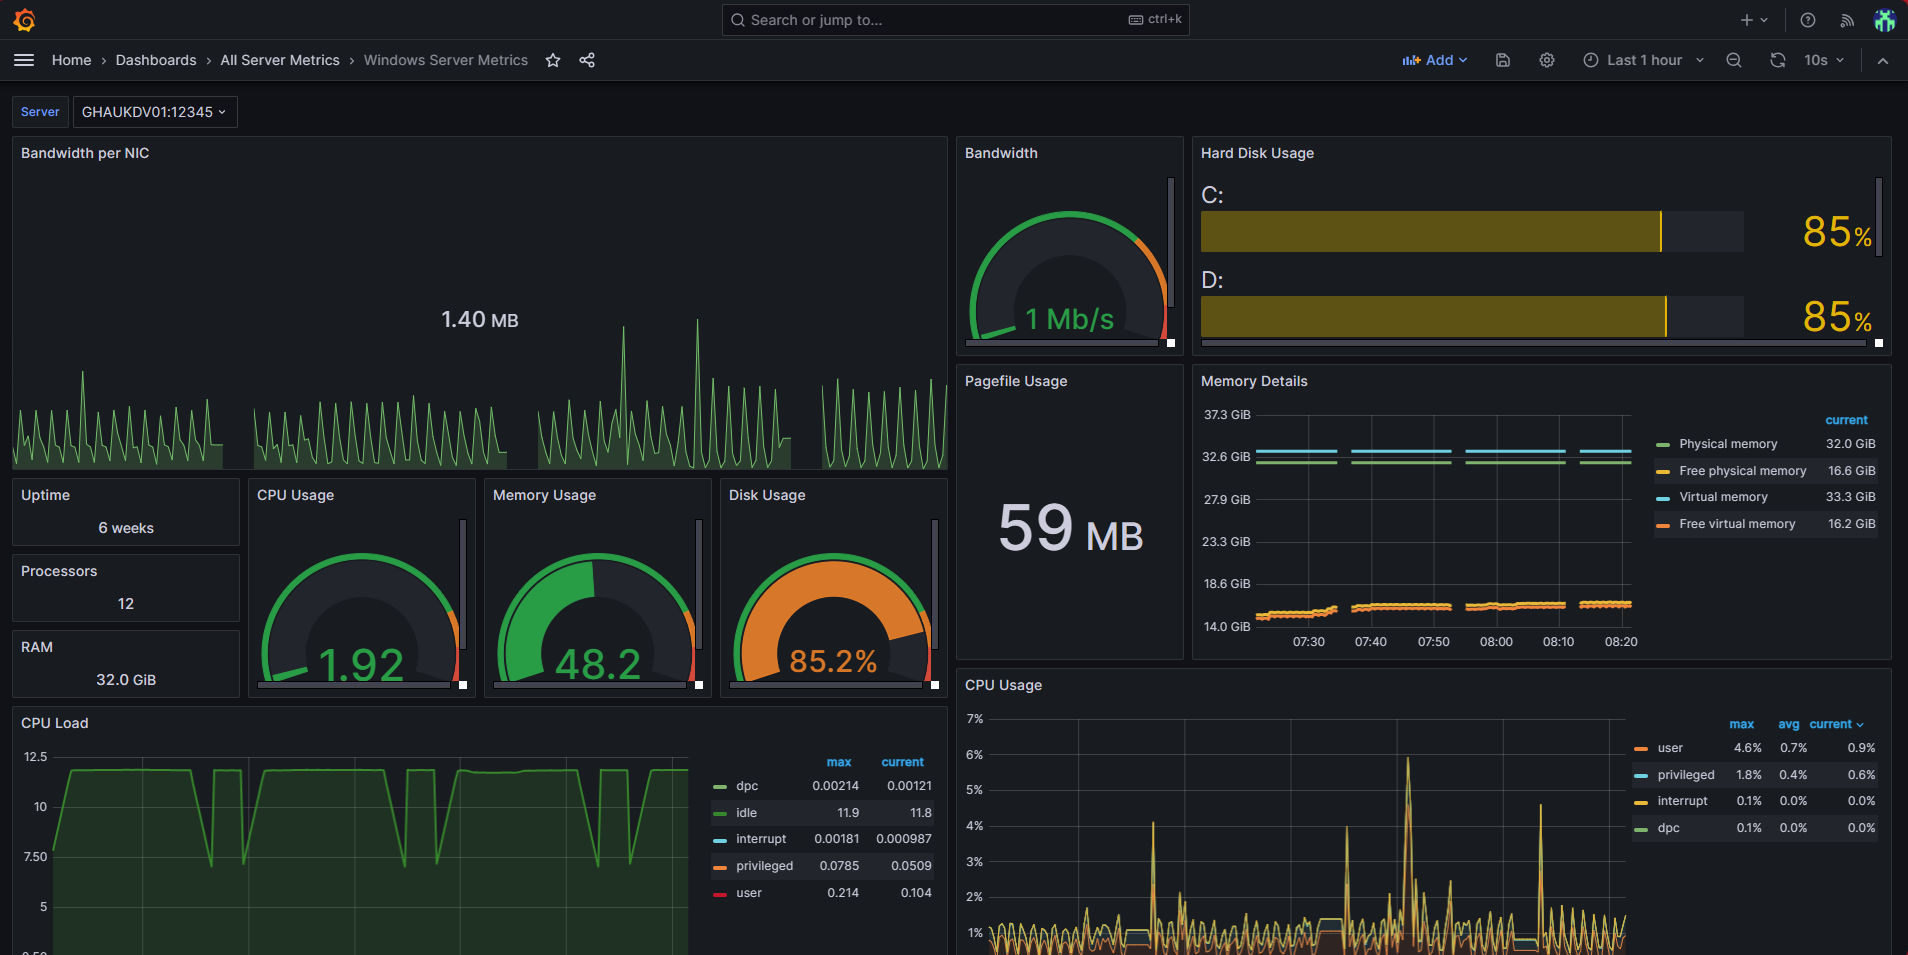 Search or jump to...
ctrl+k
Home › Dashboards › All Server Metrics › Windows Server Metrics
Add
Last 1 hour
10s
Server
GHAUKDV01:12345
Bandwidth per NIC
1.40 MB
Bandwidth
1 Mb/s
Hard Disk Usage
C:
85%
D:
85%
Uptime
6 weeks
Processors
12
RAM
32.0 GiB
CPU Usage
1.92
Memory Usage
48.2
Disk Usage
85.2%
Pagefile Usage
59 MB
Memory Details
37.3 GiB
32.6 GiB
27.9 GiB
23.3 GiB
18.6 GiB
14.0 GiB
07:30 07:40 07:50 08:00 08:10 08:20
current
Physical memory 32.0 GiB
Free physical memory 16.6 GiB
Virtual memory 33.3 GiB
Free virtual memory 16.2 GiB
CPU Load
12.5
10
7.50
5
max current
dpc 0.00214 0.00121
idle 11.9 11.8
interrupt 0.00181 0.000987
privileged 0.0785 0.0509
user 0.214 0.104
CPU Usage
7%
6%
5%
4%
3%
2%
1%
max avg current
user 4.6% 0.7% 0.9%
privileged 1.8% 0.4% 0.6%
interrupt 0.1% 0.0% 0.0%
dpc 0.1% 0.0% 0.0%